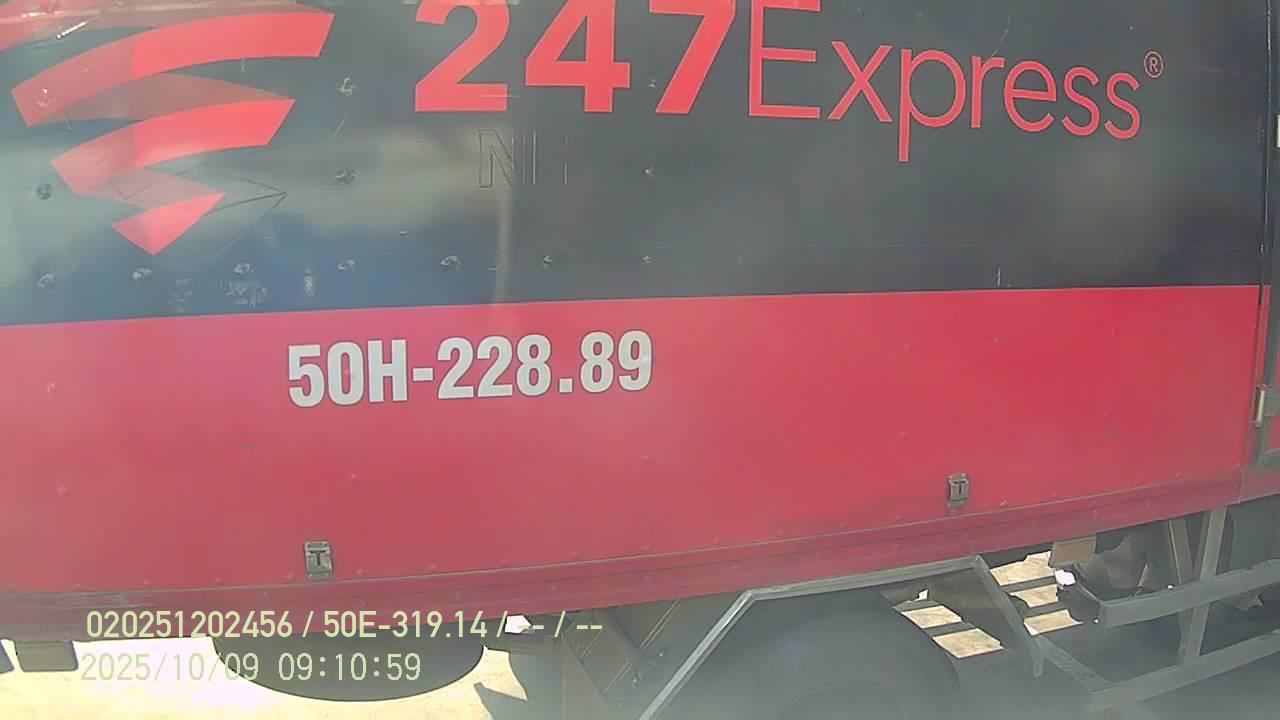 247Express®
50H-228.89
T
T
020251202456 / 50E-319.14 / -- / --
2025/10/09 09:10:59